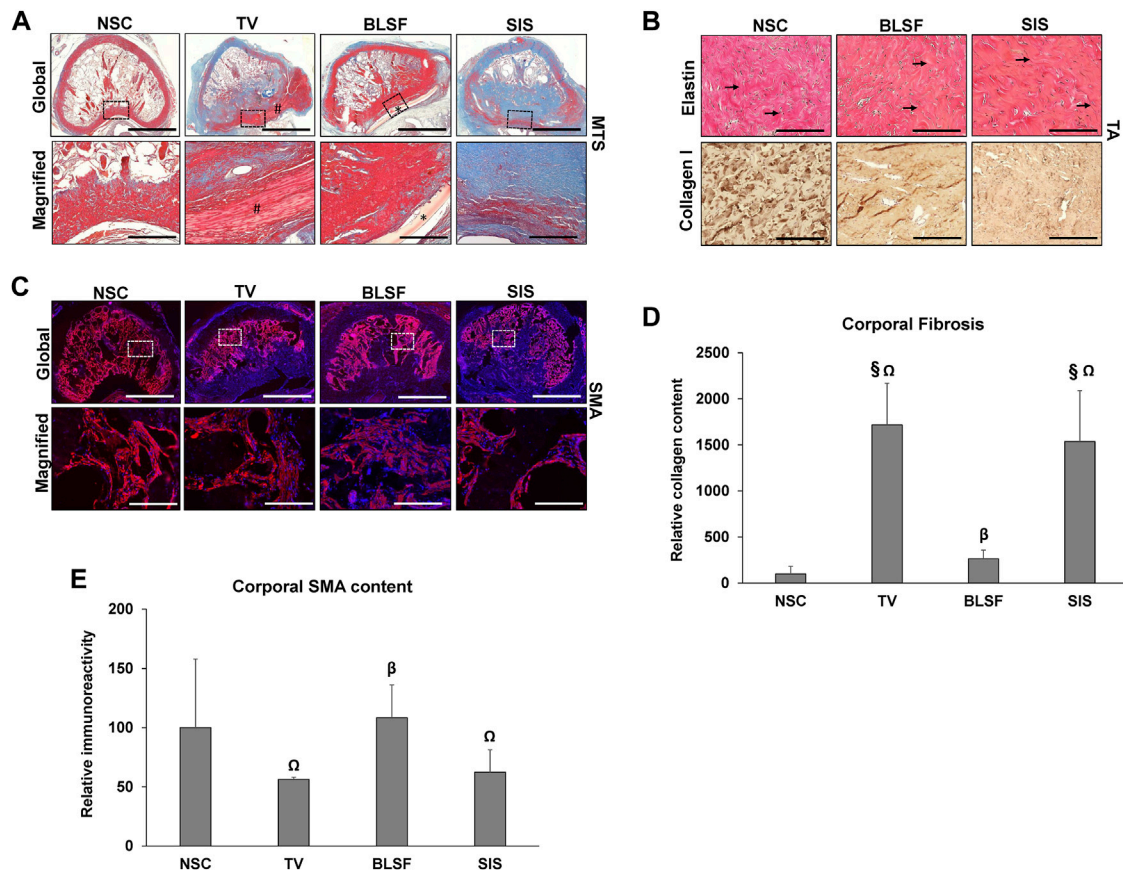 A
NSC TV BLSF SIS
Global
#
*
Magnified
#
*
MTS
B
NSC BLSF SIS
Elastin
Collagen I
TA
C
NSC TV BLSF SIS
Global
Magnified
SMA
D
Corporal Fibrosis
Relative collagen content
2500
2000
1500
1000
500
0
§ Ω
β
§ Ω
NSC TV BLSF SIS
E
Corporal SMA content
Relative immunoreactivity
200
150
100
50
0
Ω
β
Ω
NSC TV BLSF SIS